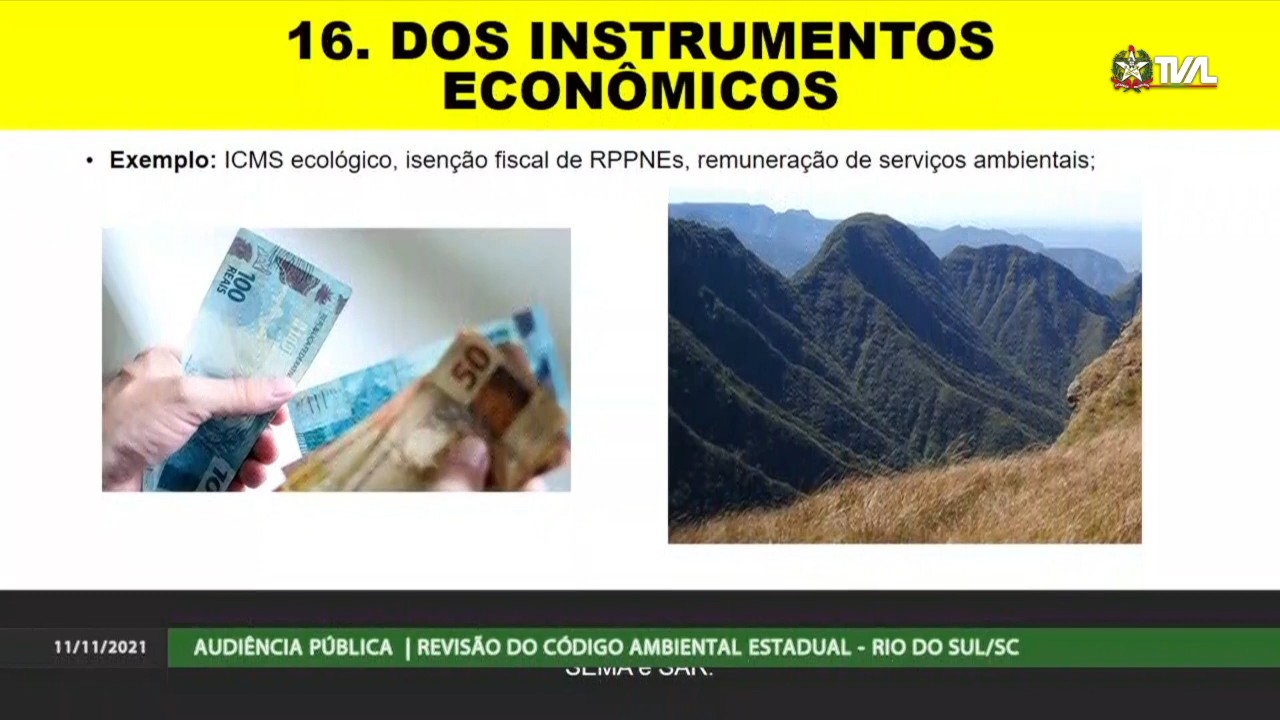 16. DOS INSTRUMENTOS
ECONÔMICOS
TVAL
• Exemplo: ICMS ecológico, isenção fiscal de RPPNEs, remuneração de serviços ambientais;
100
REAIS
50
11/11/2021
AUDIÊNCIA PÚBLICA | REVISÃO DO CÓDIGO AMBIENTAL ESTADUAL - RIO DO SUL/SC
SEMA e SAR.